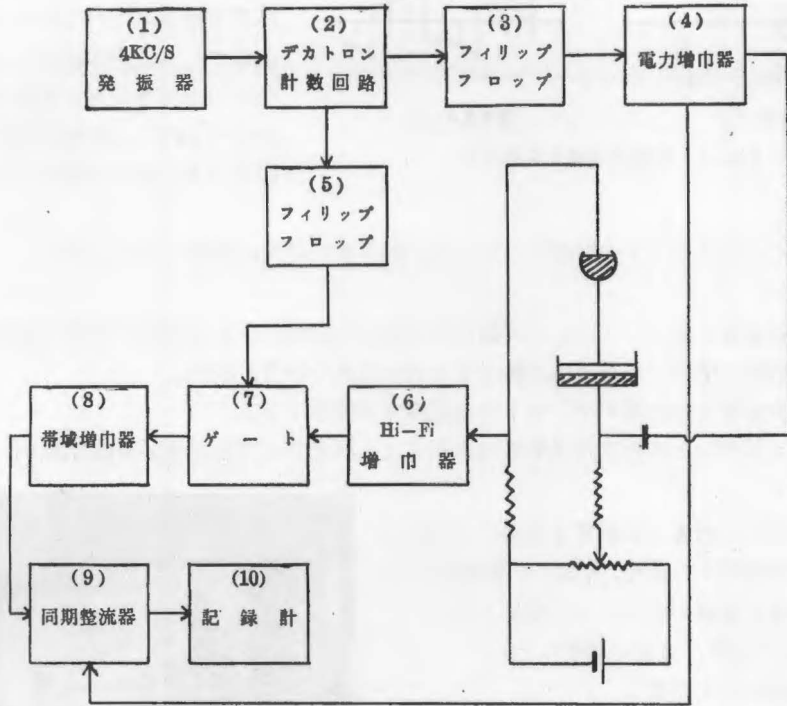 (1)
4KC/S
発振器
(2)
デカトロン
計数回路
(3)
フィリップ
フロップ
(4)
電力増巾器
(5)
フィリップ
フロップ
(6)
Hi-Fi
増巾器
(7)
ゲート
(8)
帯域増巾器
(9)
同期整流器
(10)
記録計